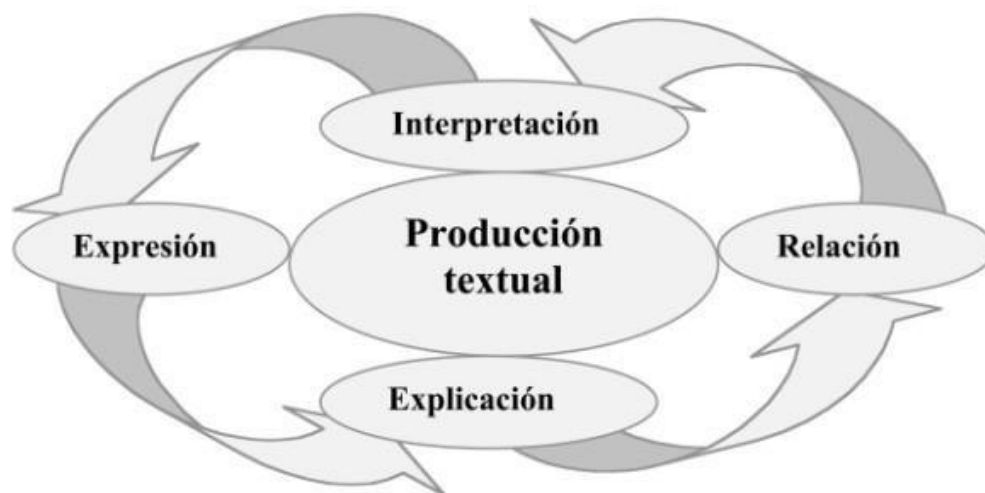 Interpretación
Expresión
Producción
textual
Relación
Explicación